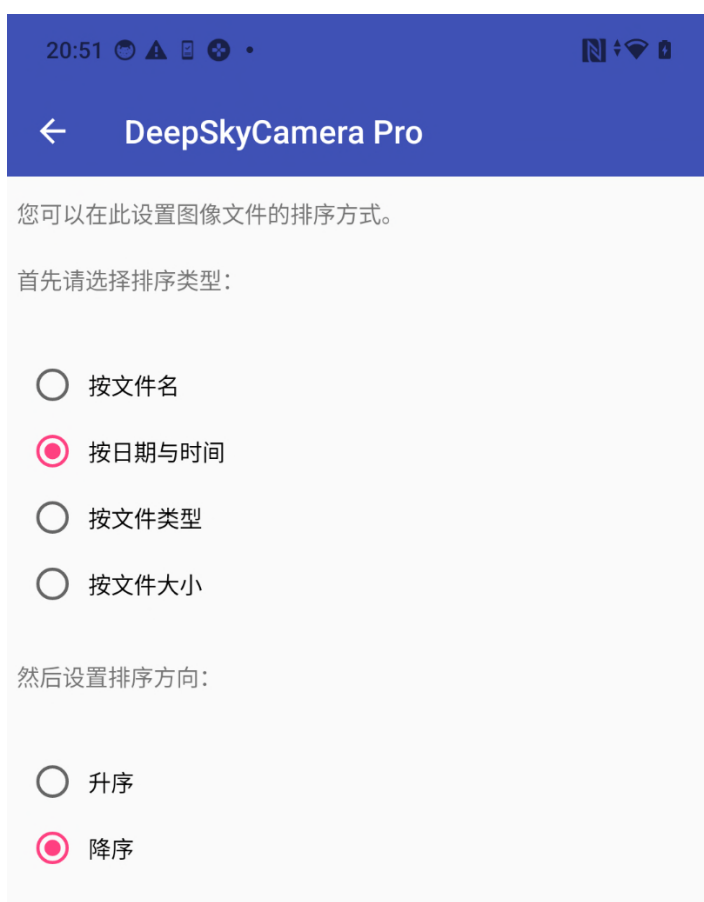 20:51
DeepSkyCamera Pro
您可以在此设置图像文件的排序方式。
首先请选择排序类型：
按文件名
按日期与时间
按文件类型
按文件大小
然后设置排序方向：
升序
降序